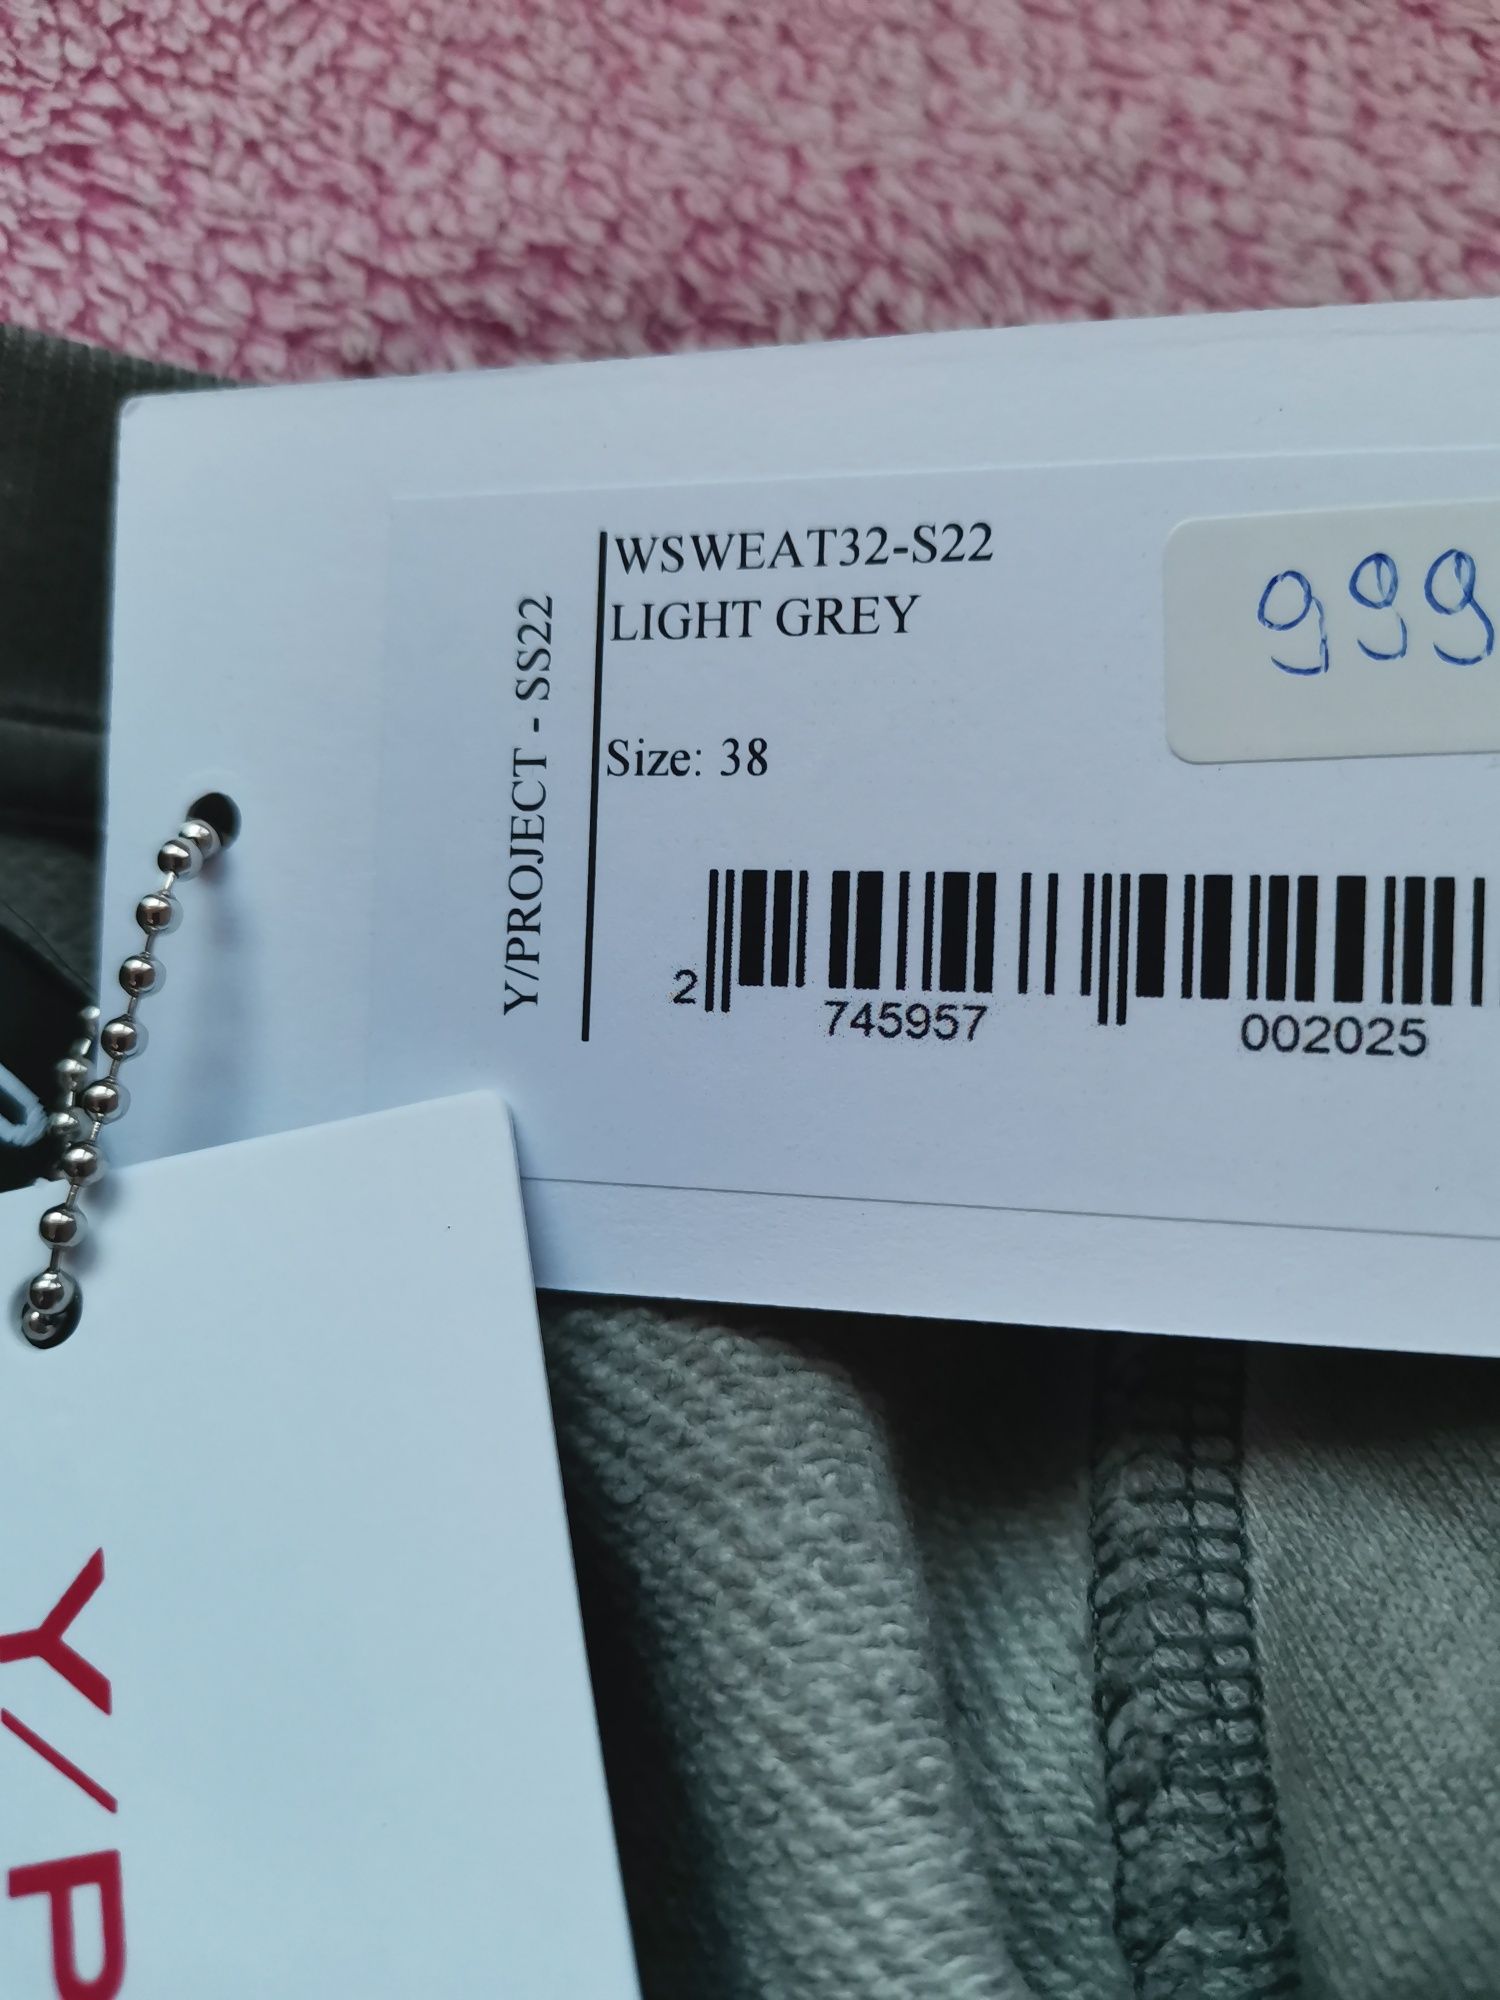 WSWEAT32-S22
LIGHT GREY
Size: 38
Y/PROJECT - SS22
999
2 745957 002025
Y/P